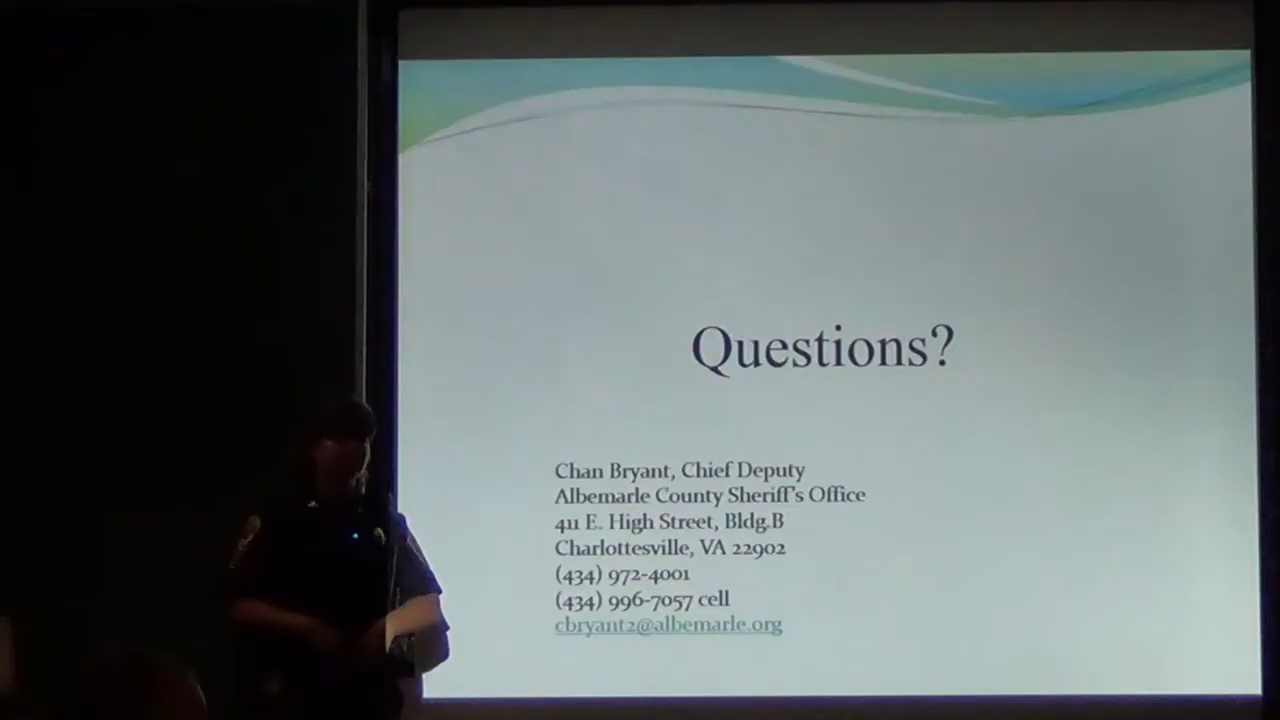 Questions?
Chan Bryant, Chief Deputy
Albemarle County Sheriff's Office
411 E. High Street, Bldg.B
Charlottesville, VA 22902
(434) 972-4001
(434) 996-7057 cell
cbryant2@albemarle.org